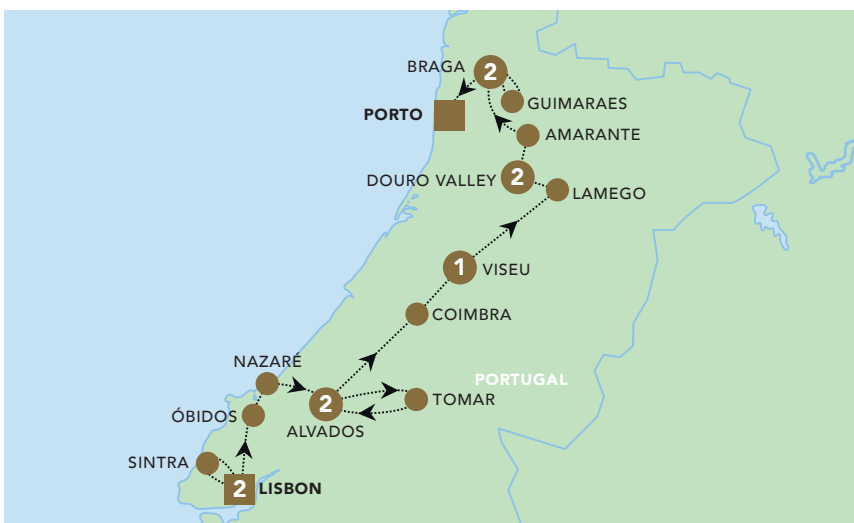 BRAGA
2
GUIMARAES
PORTO
AMARANTE
DOURO VALLEY
2
LAMEGO
1
VISEU
COIMBRA
NAZARÉ
PORTUGAL
2
TOMAR
ÓBIDOS
ALVADOS
SINTRA
2
LISBON